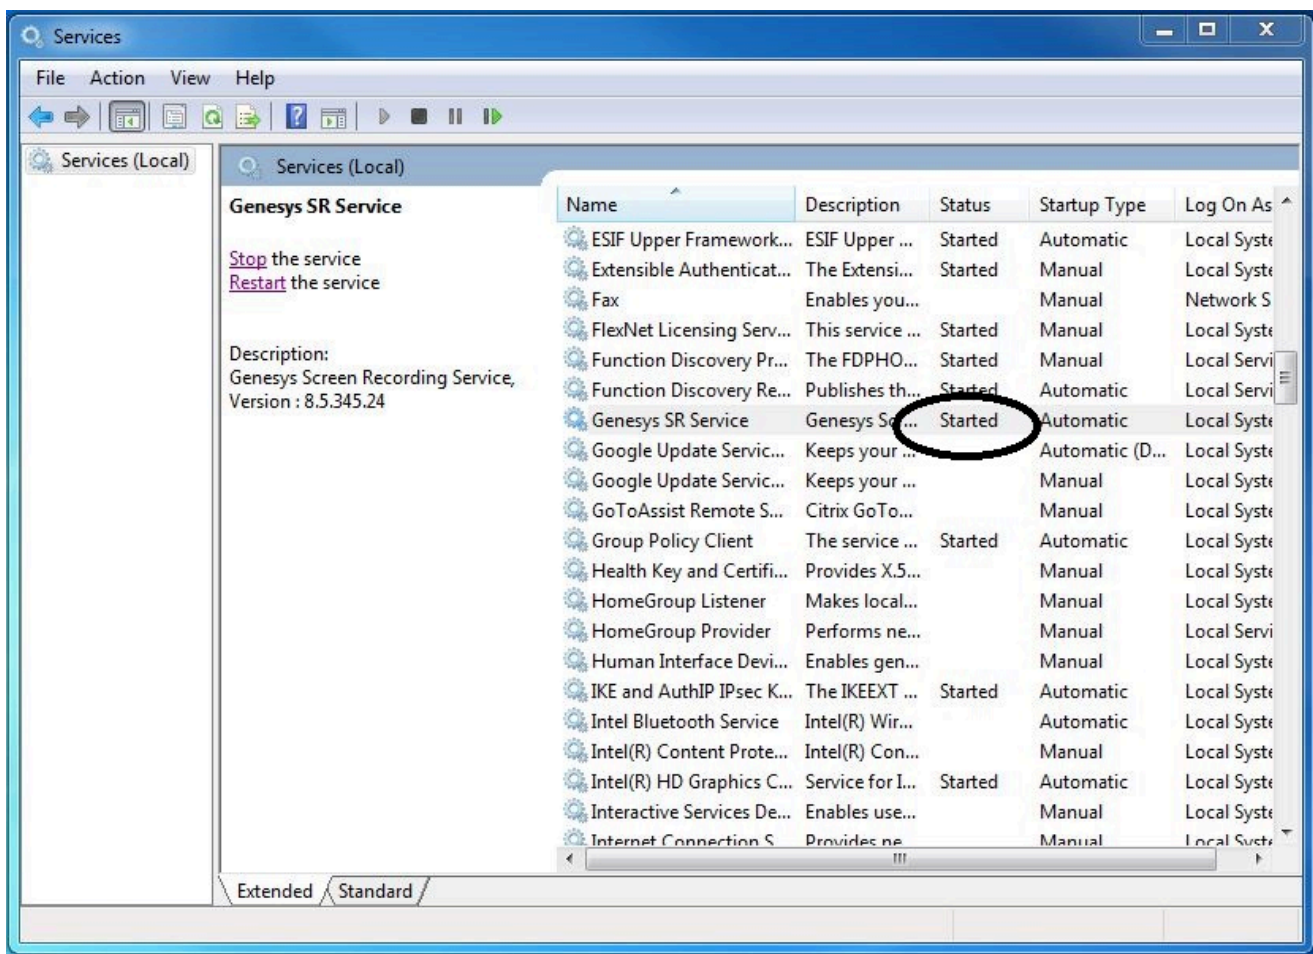 Services
File Action View Help
Services (Local)
Services (Local)
Genesys SR Service
Stop the service
Restart the service
Description:
Genesys Screen Recording Service,
Version : 8.5.345.24
Name Description Status Startup Type Log On As
ESIF Upper Framework... ESIF Upper ... Started Automatic Local Syste
Extensible Authenticat... The Extensi... Started Manual Local Syste
Fax Enables you... Manual Network S
FlexNet Licensing Serv... This service ... Started Manual Local Syste
Function Discovery Pr... The FDPHO... Started Manual Local Servi
Function Discovery Re... Publishes th... Started Automatic Local Servi
Genesys SR Service Genesys Sc... Started Automatic Local Syste
Google Update Servic... Keeps your ... Automatic (D... Local Syste
Google Update Servic... Keeps your ... Manual Local Syste
GoToAssist Remote S... Citrix GoTo... Manual Local Syste
Group Policy Client The service ... Started Automatic Local Syste
Health Key and Certifi... Provides X.5... Manual Local Syste
HomeGroup Listener Makes local... Manual Local Syste
HomeGroup Provider Performs ne... Manual Local Servi
Human Interface Devi... Enables gen... Manual Local Syste
IKE and AuthIP IPsec K... The IKEEXT ... Started Automatic Local Syste
Intel Bluetooth Service Intel(R) Wir... Automatic Local Syste
Intel(R) Content Prote... Intel(R) Con... Manual Local Syste
Intel(R) HD Graphics C... Service for I... Started Automatic Local Syste
Interactive Services De... Enables use... Manual Local Syste
Internet Connection S... Provides ne... Manual Local Syste
Extended Standard